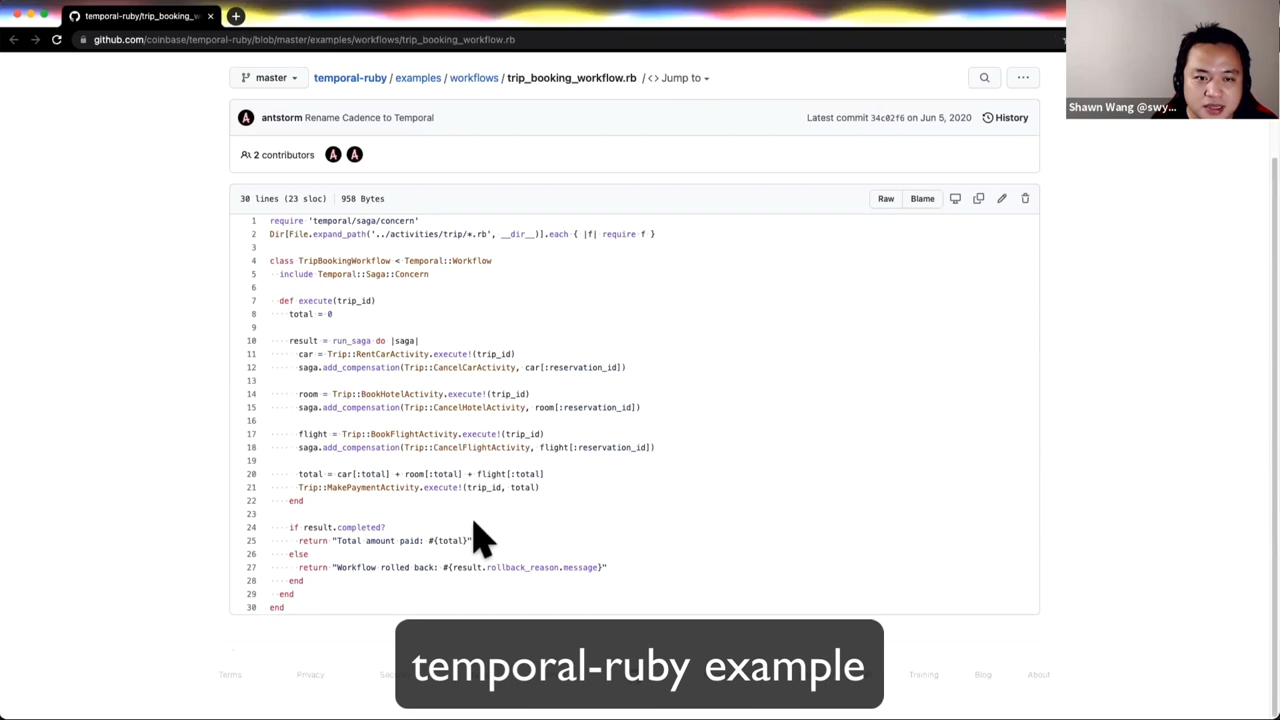 temporal-ruby/trip_booking_w
github.com/coinbase/temporal-ruby/blob/master/examples/workflows/trip_booking_workflow.rb
Shawn Wang @swy...
master
temporal-ruby / examples / workflows / trip_booking_workflow.rb
<> Jump to
antstorm Rename Cadence to Temporal
Latest commit 34c02f6 on Jun 5, 2020
History
2 contributors
30 lines (23 sloc)
958 Bytes
Raw
Blame
1 require 'temporal/saga/concern'
2 Dir[File.expand_path('../activities/trip/*.rb', __dir__)].each { |f| require f }
3
4 class TripBookingWorkflow < Temporal::Workflow
5   include Temporal::Saga::Concern
6
7   def execute(trip_id)
8     total = 0
9
10     result = run_saga do |saga|
11       car = Trip::RentCarActivity.execute!(trip_id)
12       saga.add_compensation(Trip::CancelCarActivity, car[:reservation_id])
13
14       room = Trip::BookHotelActivity.execute!(trip_id)
15       saga.add_compensation(Trip::CancelHotelActivity, room[:reservation_id])
16
17       flight = Trip::BookFlightActivity.execute!(trip_id)
18       saga.add_compensation(Trip::CancelFlightActivity, flight[:reservation_id])
19
20       total = car[:total] + room[:total] + flight[:total]
21       Trip::MakePaymentActivity.execute!(trip_id, total)
22     end
23
24     if result.completed?
25       return "Total amount paid: #{total}"
26     else
27       return "Workflow rolled back: #{result.rollback_reason.message}"
28     end
29   end
30 end
temporal-ruby example
Terms
Privacy
Training
Blog
About